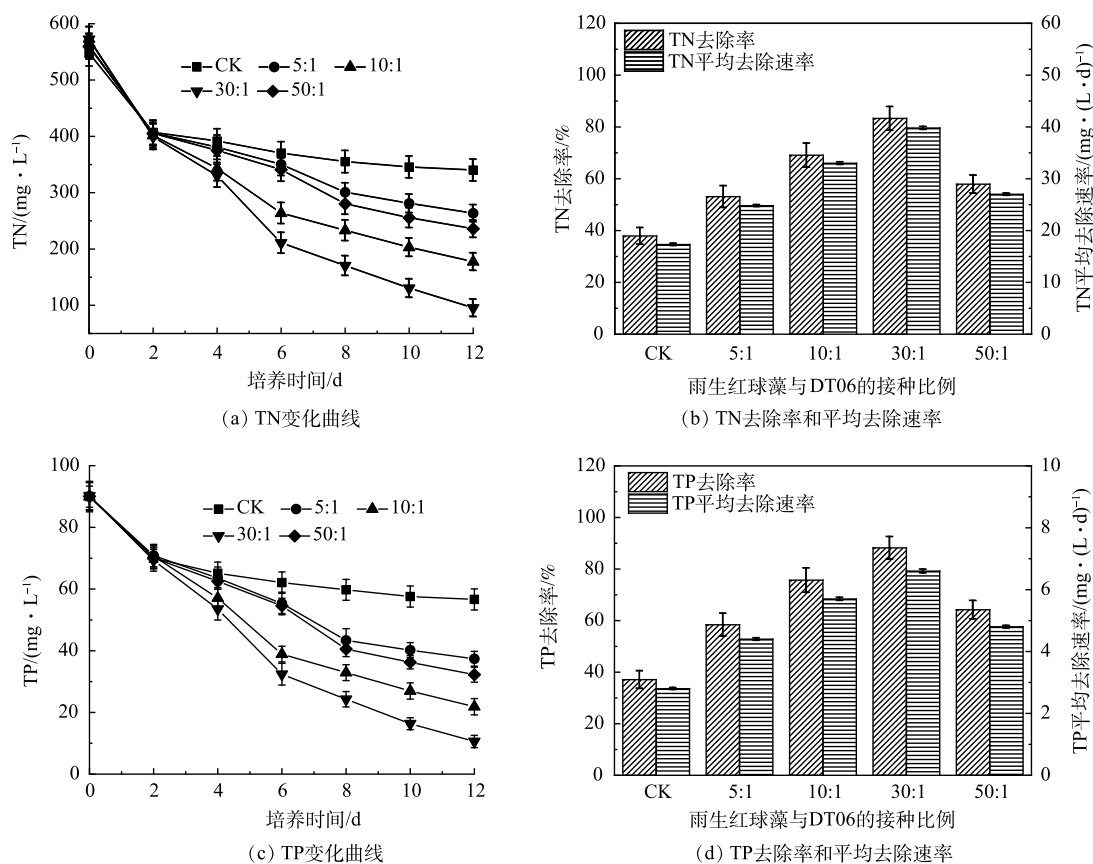 600
500
400
300
200
100
TN/(mg·L⁻¹)
CK 5:1 10:1
30:1 50:1
0 2 4 6 8 10 12
培养时间/d
(a) TN变化曲线
120
100
80
60
40
20
0
TN去除率/%
TN去除率
TN平均去除速率
60
50
40
30
20
10
0
TN平均去除速率/(mg·(L·d)⁻¹)
CK 5:1 10:1 30:1 50:1
雨生红球藻与DT06的接种比例
(b) TN去除率和平均去除速率
100
80
60
40
20
0
TP/(mg·L⁻¹)
CK 5:1 10:1
30:1 50:1
0 2 4 6 8 10 12
培养时间/d
(c) TP变化曲线
120
100
80
60
40
20
0
TP去除率/%
TP去除率
TP平均去除速率
10
8
6
4
2
0
TP平均去除速率/(mg·(L·d)⁻¹)
CK 5:1 10:1 30:1 50:1
雨生红球藻与DT06的接种比例
(d) TP去除率和平均去除速率